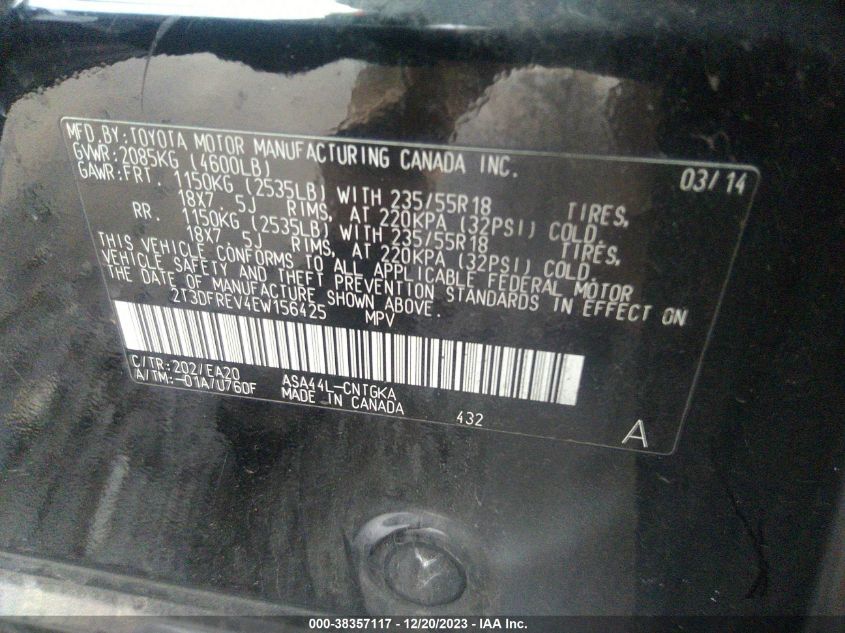 MFD BY: TOYOTA MOTOR MANUFACTURING CANADA INC. 03/14
GVWR: 2085KG (4600LB)
GAWR: FRT. 1150KG (2535LB) WITH 235/55R18 TIRES,
18X7. 5J RIMS, AT 220KPA (32PSI) COLD.
RR. 1150KG (2535LB) WITH 235/55R18 TIRES,
18X7. 5J RIMS, AT 220KPA (32PSI) COLD.
THIS VEHICLE CONFORMS TO ALL APPLICABLE FEDERAL MOTOR
VEHICLE SAFETY AND THEFT PREVENTION STANDARDS IN EFFECT ON
THE DATE OF MANUFACTURE SHOWN ABOVE.
2T3DFREV4EW156425 MPV
C/TR: 202/EA20 ASA44L-CNTGKA
A/TM: -01A/U760F MADE IN CANADA 432 A
000-38357117 - 12/20/2023 - IAA Inc.